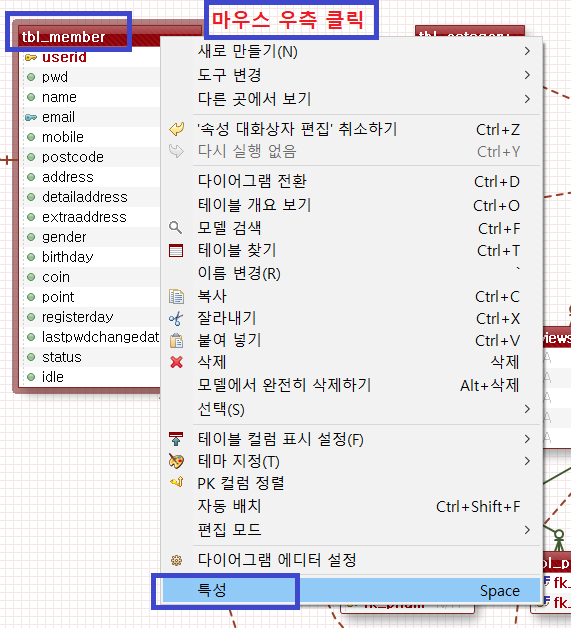 마우스 우측 클릭
tbl_member
tbl_category
userid
pwd
name
email
mobile
postcode
address
detailaddress
extraaddress
gender
birthday
coin
point
registerday
lastpwdchangedat
status
idle
새로 만들기(N)
도구 변경
다른 곳에서 보기
'속성 대화상자 편집' 취소하기 Ctrl+Z
다시 실행 없음 Ctrl+Y
다이어그램 전환 Ctrl+D
테이블 개요 보기 Ctrl+O
모델 검색 Ctrl+F
테이블 찾기 Ctrl+T
이름 변경(R) `
복사 Ctrl+C
잘라내기 Ctrl+X
붙여 넣기 Ctrl+V
삭제 삭제
모델에서 완전히 삭제하기 Alt+삭제
선택(S)
테이블 컬럼 표시 설정(F)
테마 지정(T)
PK 컬럼 정렬
자동 배치 Ctrl+Shift+F
편집 모드
다이어그램 에디터 설정
특성 Space
views
fk_
fk_